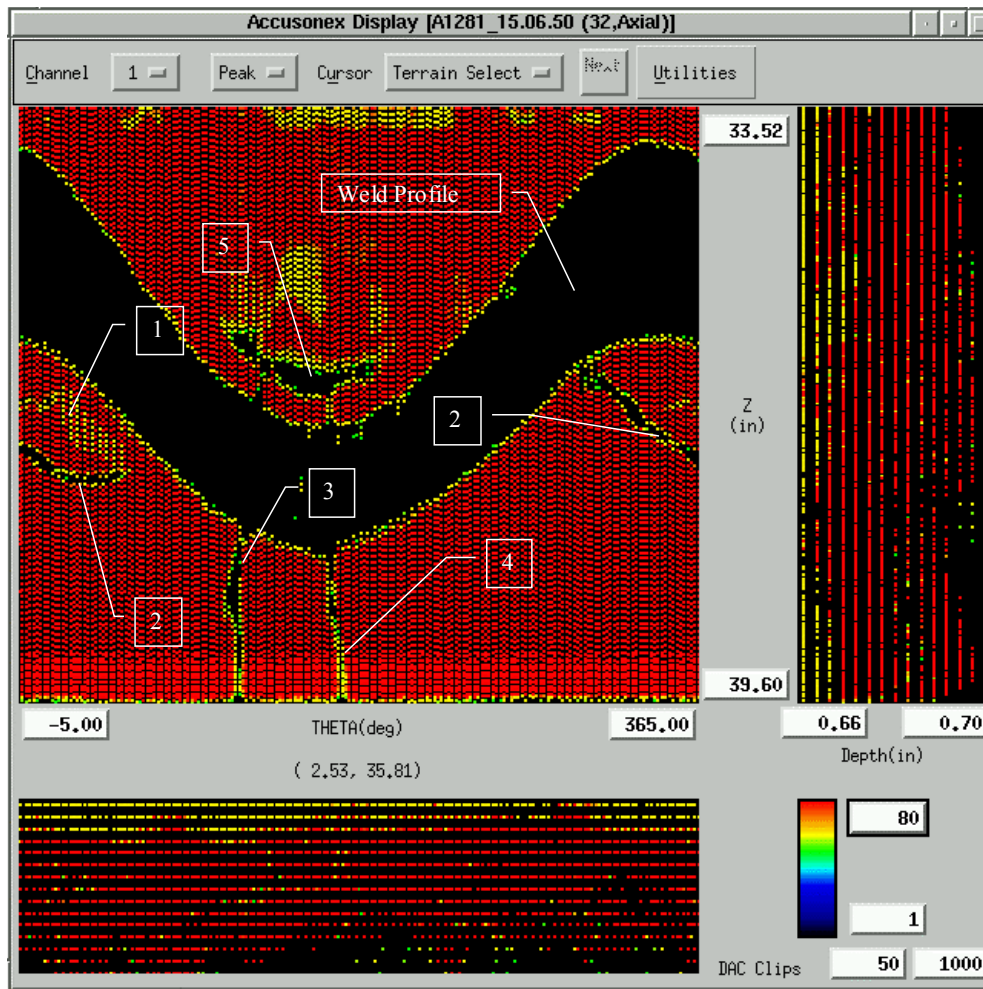 Accusonex Display [A1281_15.06.50 (32,Axial)]
Channel 1 Peak Cursor Terrain Select Next Utilities
33.52
Weld Profile
5
1
2
Z
(in)
3
4
2
39.60
-5.00 THETA(deg) 365.00 0.66 0.70
Depth(in)
( 2.53, 35.81)
80
1
DAC Clips 50 1000